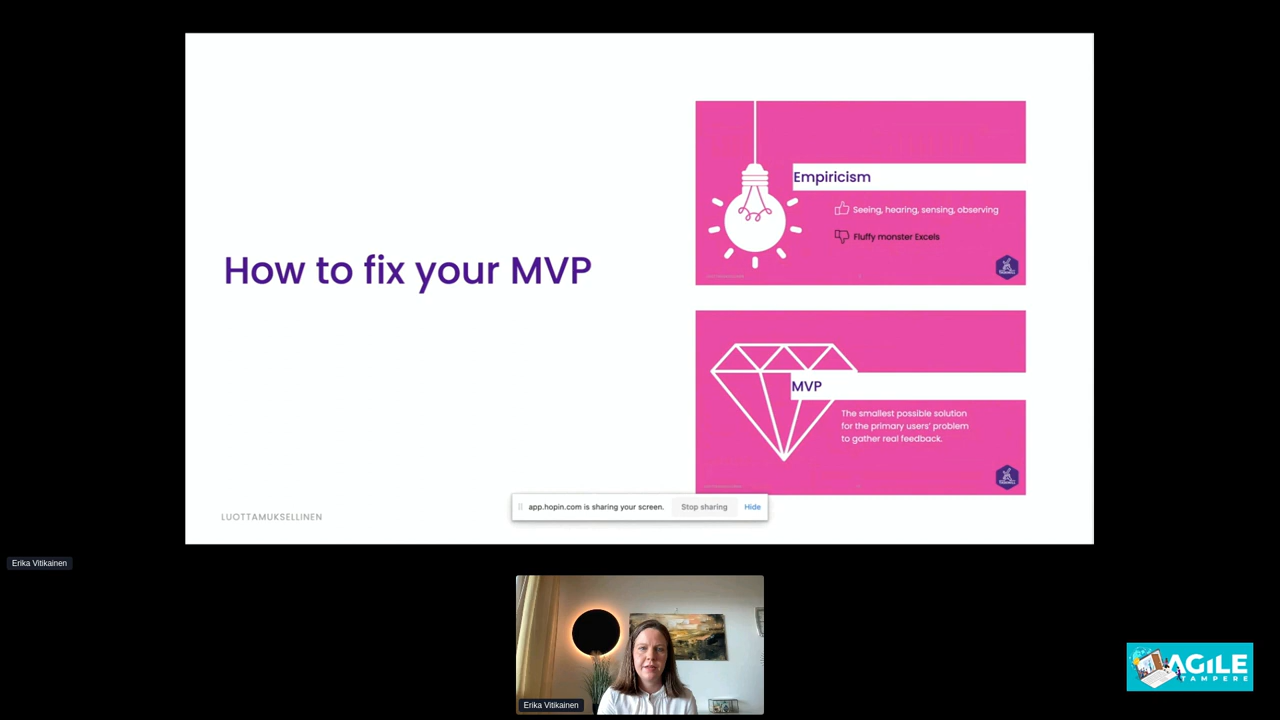 How to fix your MVP
Empiricism
Seeing, hearing, sensing, observing
Fluffy monster Excels
MVP
The smallest possible solution
for the primary users' problem
to gather real feedback.
app.hopin.com is sharing your screen.
Stop sharing
Hide
LUOTTAMUKSELLINEN
Erika Vitikainen
Erika Vitikainen
AGILE
TAMPERE